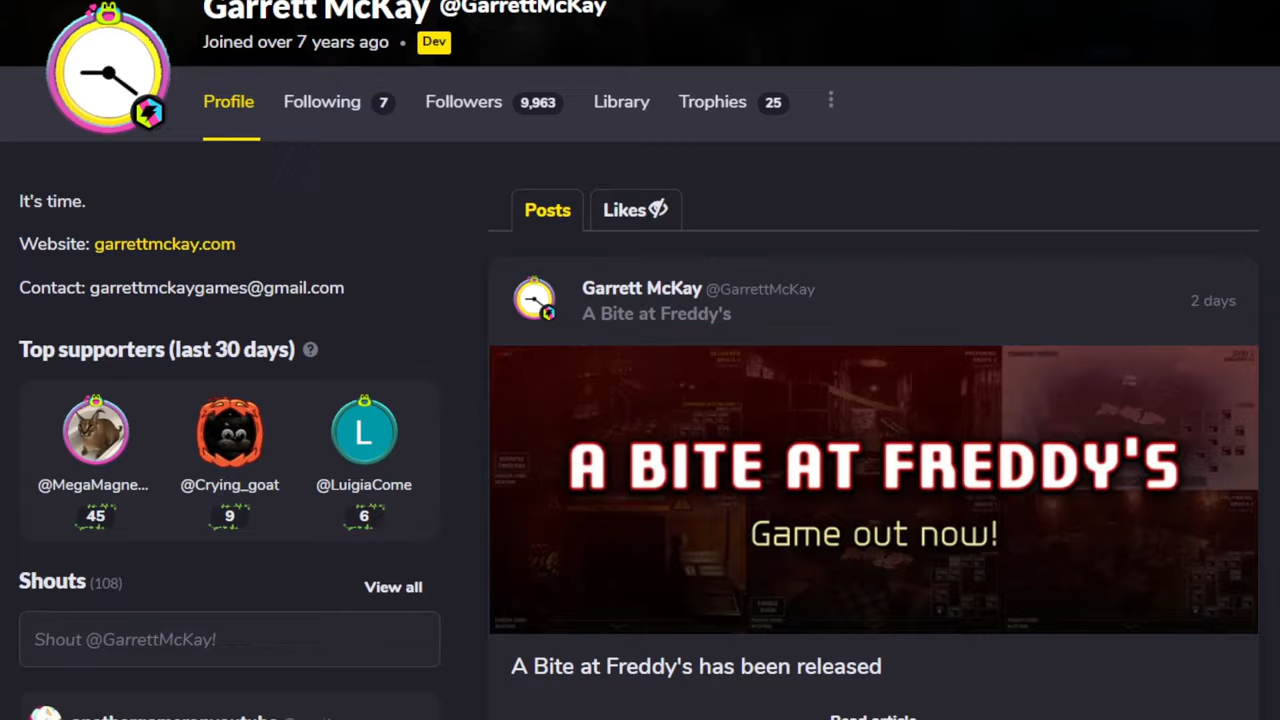 Garrett McKay @GarrettMcKay
Joined over 7 years ago • Dev
Profile Following 7 Followers 9,963 Library Trophies 25
It's time.
Website: garrettmckay.com
Contact: garrettmckaygames@gmail.com
Top supporters (last 30 days) ?
@MegaMagne... @Crying_goat L @LuigiaCome
45 9 6
Shouts (108) View all
Shout @GarrettMcKay!
Posts Likes
Garrett McKay @GarrettMcKay
A Bite at Freddy's
2 days
A BITE AT FREDDY'S
Game out now!
A Bite at Freddy's has been released
Read article